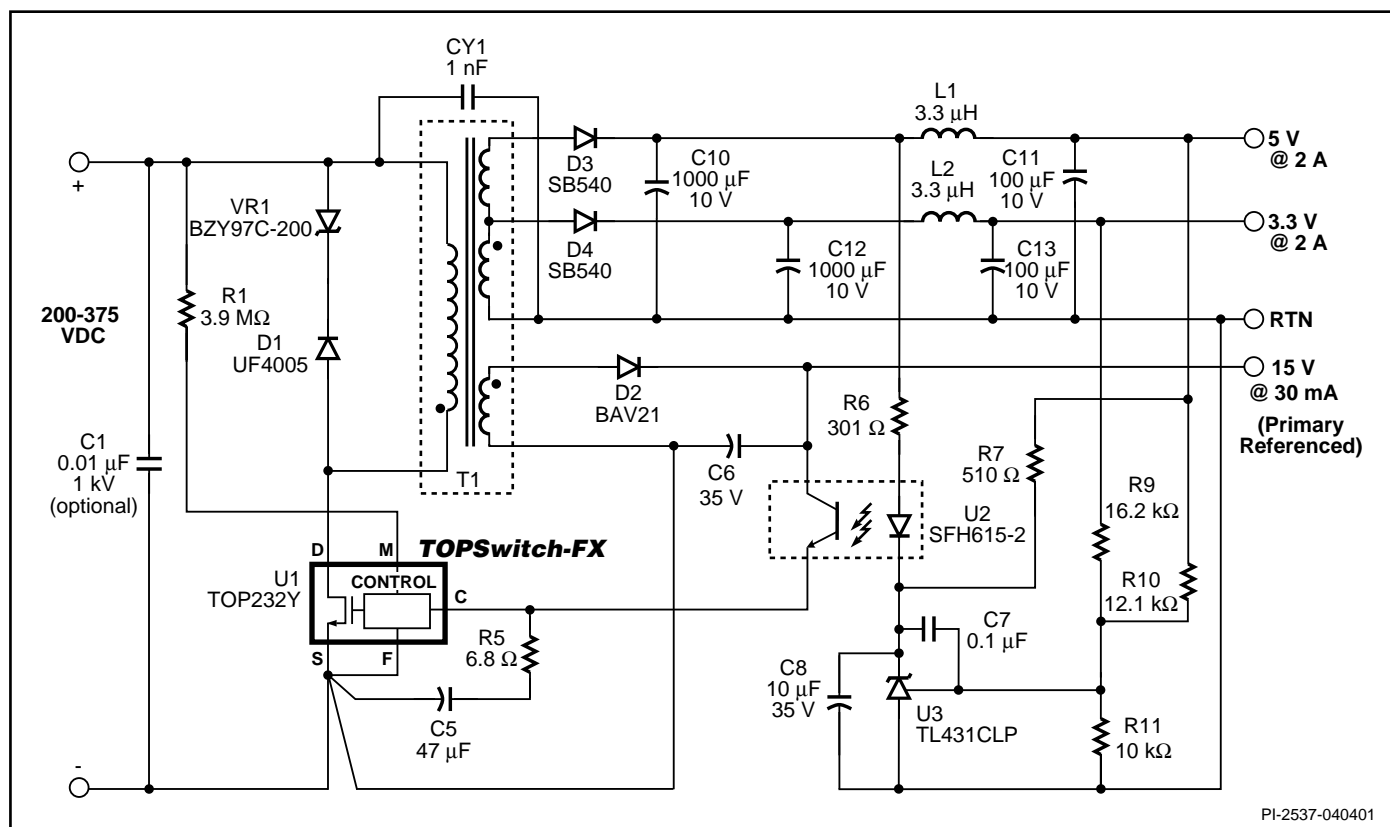 CY1
1 nF
L1
3.3 µH
+
VR1
BZY97C-200
D3
SB540
C10
1000 µF
10 V
L2
3.3 µH
C11
100 µF
10 V
5 V
@ 2 A
D4
SB540
C12
1000 µF
10 V
C13
100 µF
10 V
3.3 V
@ 2 A
200-375
VDC
R1
3.9 MΩ
D1
UF4005
RTN
D2
BAV21
15 V
@ 30 mA
(Primary
Referenced)
C1
0.01 µF
1 kV
(optional)
T1
C6
35 V
R6
301 Ω
R7
510 Ω
U2
SFH615-2
R9
16.2 kΩ
D
M
TOPSwitch-FX
U1
TOP232Y
CONTROL
C
S
F
R5
6.8 Ω
R10
12.1 kΩ
C7
0.1 µF
C5
47 µF
C8
10 µF
35 V
U3
TL431CLP
R11
10 kΩ
-
PI-2537-040401